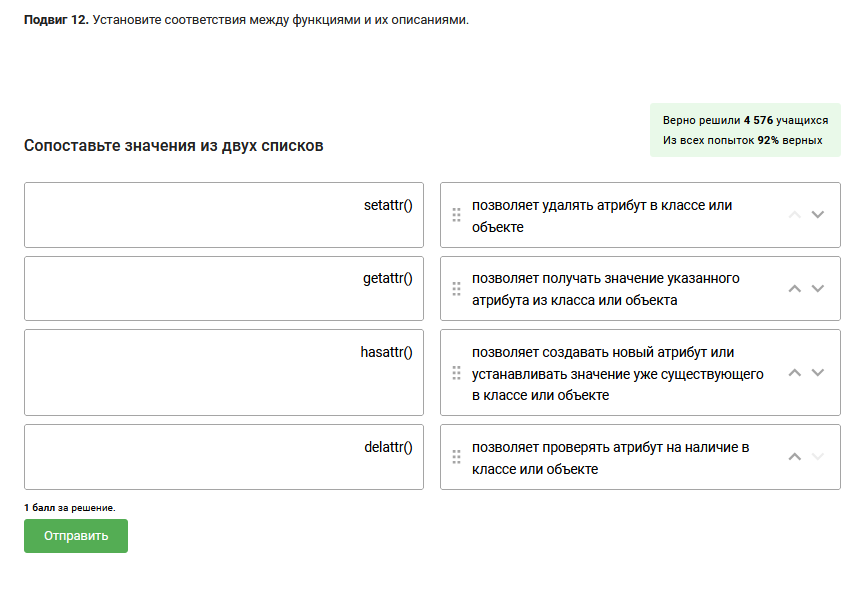 Подвиг 12. Установите соответствия между функциями и их описаниями.
Верно решили 4 576 учащихся
Из всех попыток 92% верных
Сопоставьте значения из двух списков
setattr()
позволяет удалять атрибут в классе или
объекте
getattr()
позволяет получать значение указанного
атрибута из класса или объекта
hasattr()
позволяет создавать новый атрибут или
устанавливать значение уже существующего
в классе или объекте
delattr()
позволяет проверять атрибут на наличие в
классе или объекте
1 балл за решение.
Отправить